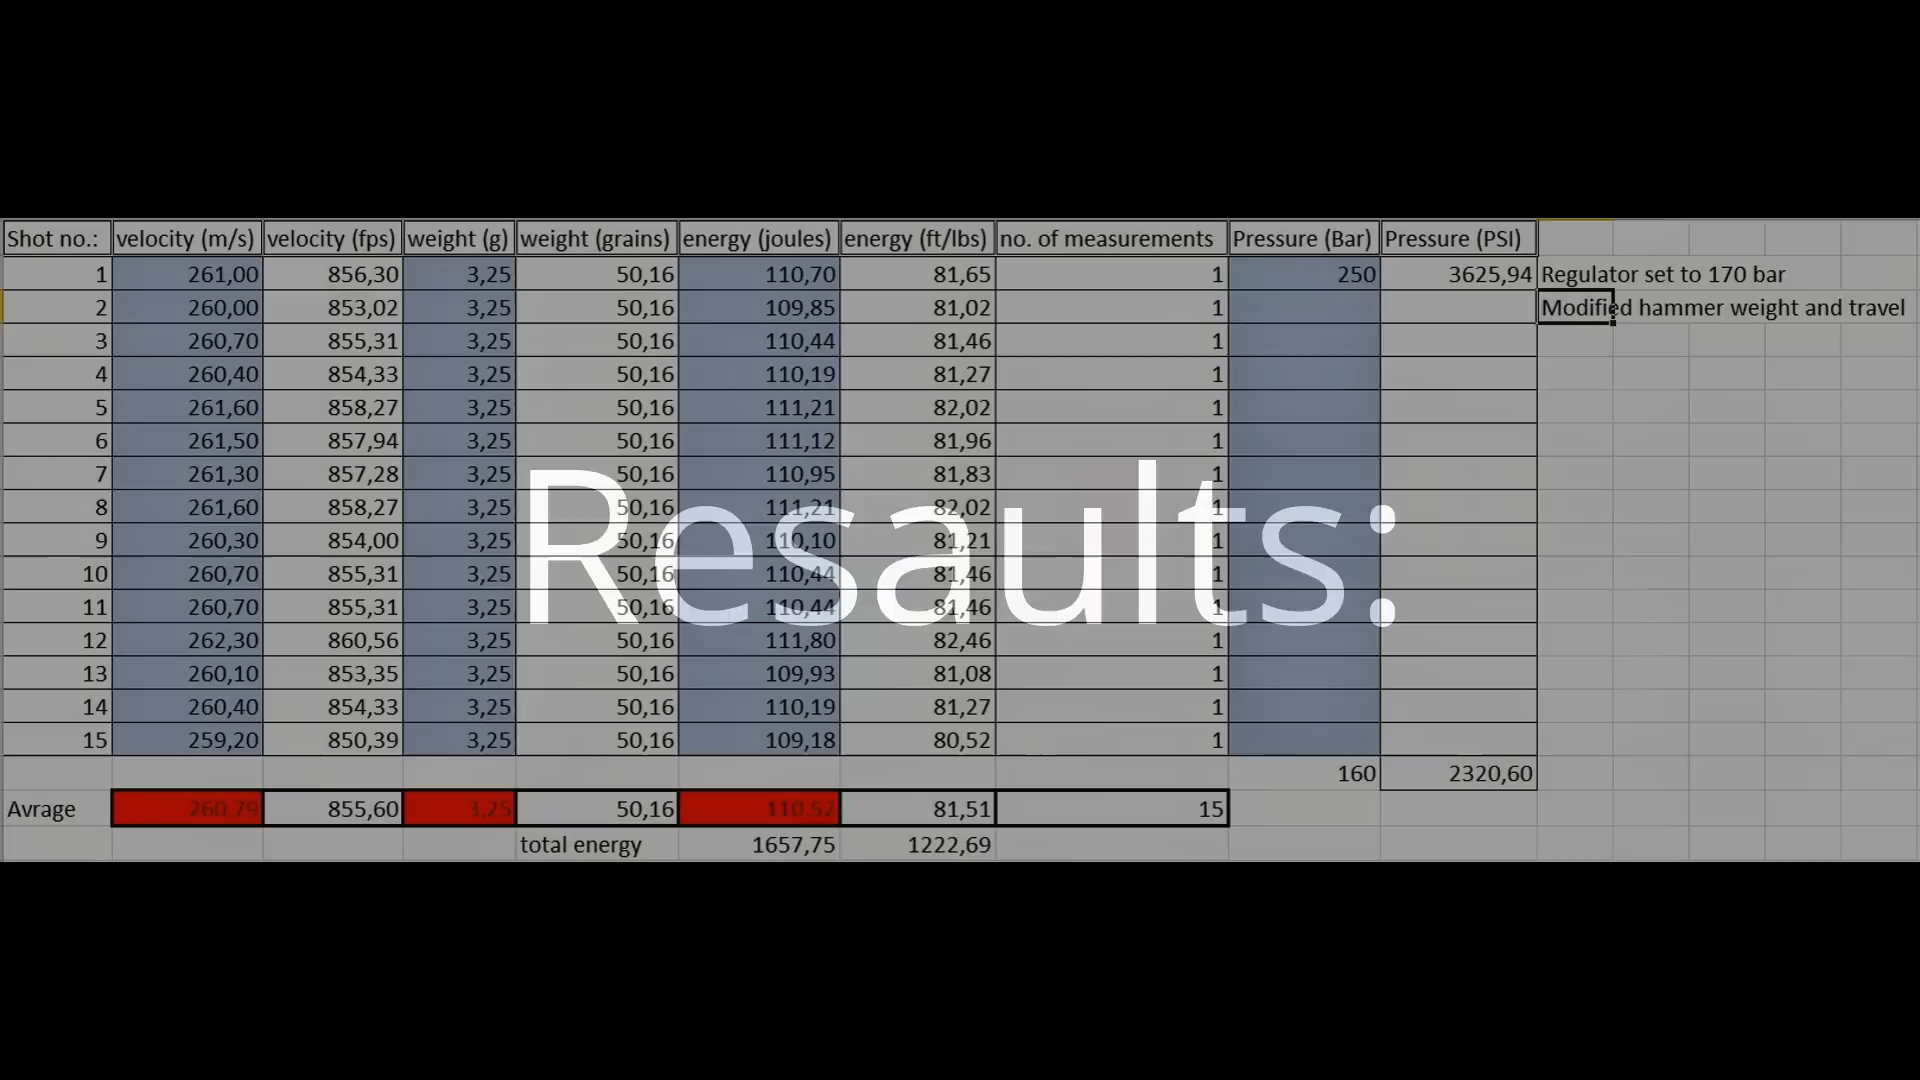 Shot no.: velocity (m/s) velocity (fps) weight (g) weight (grains) energy (joules) energy (ft/lbs) no. of measurements Pressure (Bar) Pressure (PSI)
1 261,00 856,30 3,25 50,16 110,70 81,65 1 250 3625,94 Regulator set to 170 bar
2 260,00 853,02 3,25 50,16 109,85 81,02 1 Modified hammer weight and travel
3 260,70 855,31 3,25 50,16 110,44 81,46 1
4 260,40 854,33 3,25 50,16 110,19 81,27 1
5 261,60 858,27 3,25 50,16 111,21 82,02 1
6 261,50 857,94 3,25 50,16 111,12 81,96 1
7 261,30 857,28 3,25 50,16 110,95 81,83 1
8 261,60 858,27 3,25 50,16 111,21 82,02 1
9 260,30 854,00 3,25 50,16 110,10 81,21 1
Resaults:
10 260,70 855,31 3,25 50,16 110,44 81,46 1
11 260,70 855,31 3,25 50,16 110,44 81,46 1
12 262,30 860,56 3,25 50,16 111,80 82,46 1
13 260,10 853,35 3,25 50,16 109,93 81,08 1
14 260,40 854,33 3,25 50,16 110,19 81,27 1
15 259,20 850,39 3,25 50,16 109,18 80,52 1
160 2320,60
Avrage 260,79 855,60 3,25 50,16 110,52 81,51 15
total energy 1657,75 1222,69